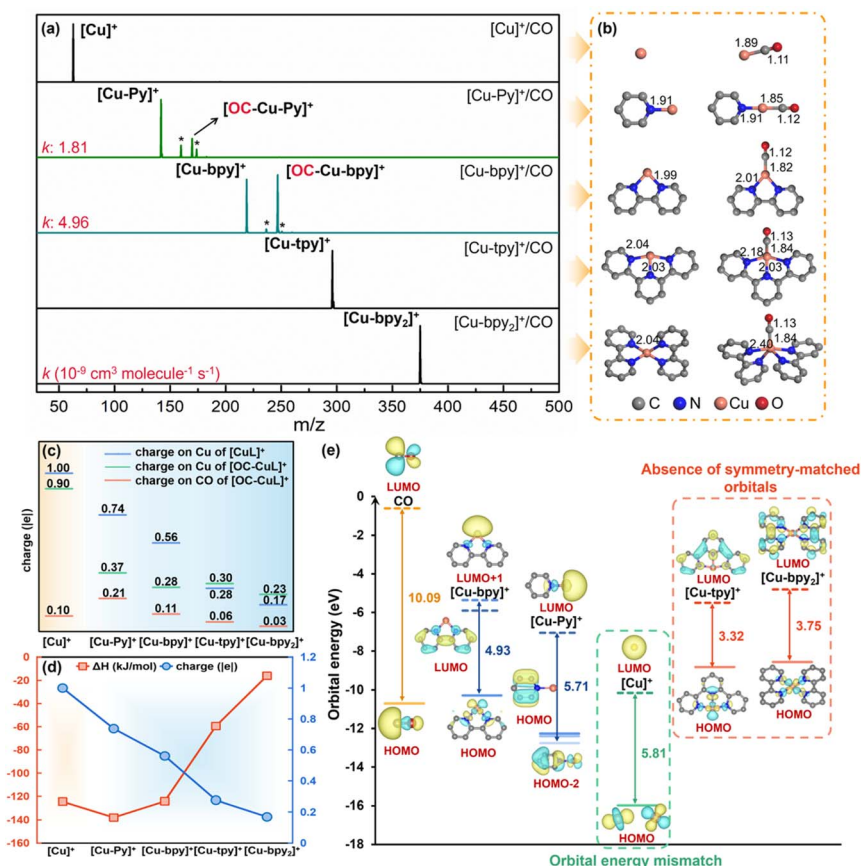 (a)
[Cu]⁺
[Cu]⁺/CO
[Cu-Py]⁺
[OC-Cu-Py]⁺
[Cu-Py]⁺/CO
* *
k: 1.81
[Cu-bpy]⁺
[OC-Cu-bpy]⁺
[Cu-bpy]⁺/CO
k: 4.96
* *
[Cu-tpy]⁺
[Cu-tpy]⁺/CO
[Cu-bpy₂]⁺
[Cu-bpy₂]⁺/CO
k (10⁻⁹ cm³ molecule⁻¹ s⁻¹)
50 100 150 200 250 300 350 400 450 500
m/z
(b)
1.89
1.11
1.91
1.85
1.91 1.12
1.99
1.12
1.82
2.01
2.04
2.03
1.13
2.18 1.84
2.03
2.04
1.13
1.84
2.40
C N Cu O
(c)
charge on Cu of [CuL]⁺
charge on Cu of [OC-CuL]⁺
charge on CO of [OC-CuL]⁺
charge (|e|)
1.00
0.90
0.10
0.74
0.37
0.21
0.56
0.28
0.11
0.30
0.28
0.06
0.23
0.17
0.03
[Cu]⁺ [Cu-Py]⁺ [Cu-bpy]⁺ [Cu-tpy]⁺ [Cu-bpy₂]⁺
(d)
ΔH (kJ/mol)
charge (|e|)
0
-20
-40
-60
-80
-100
-120
-140
-160
1.2
1
0.8
0.6
0.4
0.2
0
[Cu]⁺ [Cu-Py]⁺ [Cu-bpy]⁺ [Cu-tpy]⁺ [Cu-bpy₂]⁺
(e)
Orbital energy (eV)
0
-2
-4
-6
-8
-10
-12
-14
-16
-18
LUMO
CO
10.09
HOMO
LUMO+1
[Cu-bpy]⁺
LUMO
4.93
HOMO
LUMO
[Cu-Py]⁺
5.71
HOMO
HOMO-2
LUMO
[Cu]⁺
5.81
HOMO
Orbital energy mismatch
Absence of symmetry-matched
orbitals
LUMO
[Cu-tpy]⁺
3.32
HOMO
LUMO
[Cu-bpy₂]⁺
3.75
HOMO